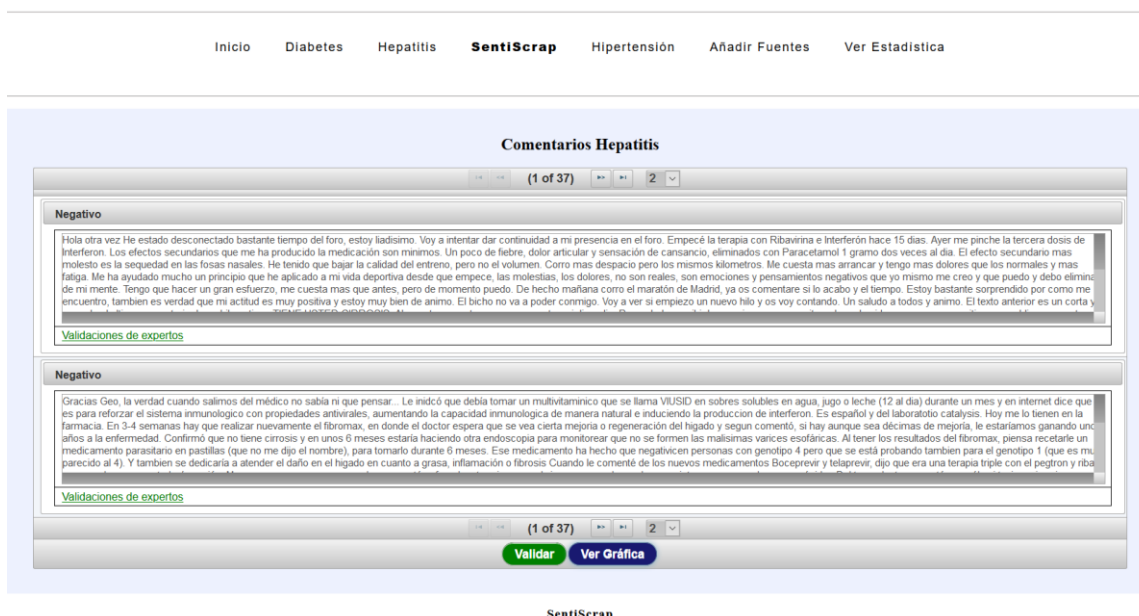 Inicio Diabetes Hepatitis SentiScrap Hipertensión Añadir Fuentes Ver Estadística
Comentarios Hepatitis
(1 of 37) 2
Negativo
Hola otra vez He estado desconectado bastante tiempo del foro, estoy liadisimo. Voy a intentar dar continuidad a mi presencia en el foro. Empecé la terapia con Ribavirina e Interferón hace 15 dias. Ayer me pinche la tercera dosis de
Interferon. Los efectos secundarios que me ha producido la medicación son minimos. Un poco de fiebre, dolor articular y sensación de cansancio, eliminados con Paracetamol 1 gramo dos veces al dia. El efecto secundario mas
molesto es la sequedad en las fosas nasales. He tenido que bajar la calidad del entreno, pero no el volumen. Corro mas despacio pero los mismos kilometros. Me cuesta mas arrancar y tengo mas dolores que los normales y mas
fatiga. Me ha ayudado mucho un principio que he aplicado a mi vida deportiva desde que empece, las molestias, los dolores, no son reales, son emociones y pensamientos negativos que yo mismo me creo y que puedo y debo elimina
de mi mente. Tengo que hacer un gran esfuerzo, me cuesta mas que antes, pero de momento puedo. De hecho mañana corro el maratón de Madrid, ya os comentare si lo acabo y el tiempo. Estoy bastante sorprendido por como me
encuentro, tambien es verdad que mi actitud es muy positiva y estoy muy bien de animo. El bicho no va a poder conmigo. Voy a ver si empiezo un nuevo hilo y os voy contando. Un saludo a todos y animo. El texto anterior es un corta y
TIENE USTED CIRROSIS.
Validaciones de expertos
Negativo
Gracias Geo, la verdad cuando salimos del médico no sabía ni que pensar... Le inidcó que debía tomar un multivitaminico que se llama VIUSID en sobres solubles en agua, jugo o leche (12 al dia) durante un mes y en internet dice que
es para reforzar el sistema inmunologico con propiedades antivirales, aumentando la capacidad inmunologica de manera natural e induciendo la produccion de interferon. Es español y del laboratotio catalysis. Hoy me lo tienen en la
farmacia. En 3-4 semanas hay que realizar nuevamente el fibromax, en donde el doctor espera que se vea cierta mejoria o regeneración del higado y segun comentó, si hay aunque sea décimas de mejoría, le estaríamos ganando unc
años a la enfermedad. Confirmó que no tiene cirrosis y en unos 6 meses estaría haciendo otra endoscopia para monitorear que no se formen las malisimas varices esofáricas. Al tener los resultados del fibromax, piensa recetarle un
medicamento parasitario en pastillas (que no me dijo el nombre), para tomarlo durante 6 meses. Ese medicamento ha hecho que negativicen personas con genotipo 4 pero que se está probando tambien para el genotipo 1 (que es mu
parecido al 4). Y tambien se dedicaría a atender el daño en el higado en cuanto a grasa, inflamación o fibrosis Cuando le comenté de los nuevos medicamentos Boceprevir y telaprevir, dijo que era una terapia triple con el pegtron y riba
Validaciones de expertos
(1 of 37) 2
Validar Ver Gráfica
SentiScrap